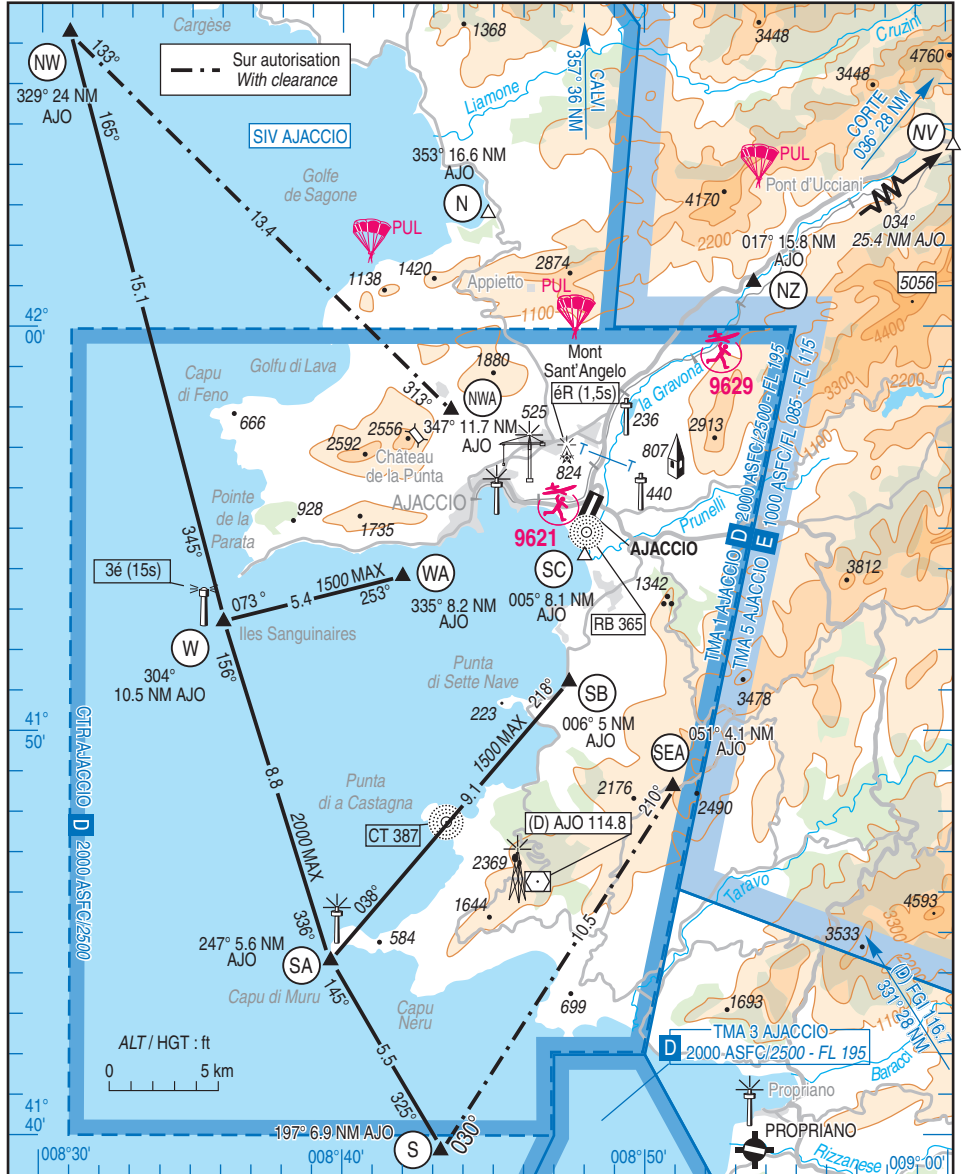 Cargèse
1368
3448
Cruzini
4760
133°
NW
Sur autorisation
With clearance
3448
329° 24 NM
AJO
165°
Liamone
357° 36 NM
CALVI
CORTE
036° 28 NM
NV
SIV AJACCIO
353° 16.6 NM
AJO
PUL
Pont d'Ucciani
Golfe
de Sagone
N
4170
034°
25.4 NM AJO
PUL
2200
017° 15.8 NM
AJO
13.4
15.1
1138
1420
2874
Appietto
PUL
NZ
5056
1100
4400
42°
00'
Mont
Sant'Angelo
la Gravona
Golfu di Lava
1880
éR (1,5s)
9629
3300
2200
Capu
di Feno
313°
NWA
666
2556
347° 11.7 NM
AJO
525
236
2913
2592
Château
de la Punta
824
T
T
807
1100
AJACCIO
440
Pointe
de la
Parata
928
1735
9621
Prunelli
AJACCIO
TMA 1 AJACCIO D 2000 ASFC/2500 - FL 195
TMA 5 AJACCIO E 1000 ASFC/FL 085 - FL 115
345°
3é (15s)
073°
5.4
1500 MAX
253°
WA
335° 8.2 NM
AJO
SC
005° 8.1 NM
AJO
1342
3812
RB 365
Iles Sanguinaires
W
304°
10.5 NM AJO
156°
Punta
di Sette Nave
218°
SB
006° 5 NM
AJO
3478
223
051° 4.1 NM
AJO
41°
50'
SEA
CTR AJACCIO
D 2000 ASFC/2500
8.8
2000 MAX
1500 MAX
9.1
Punta
di a Castagna
CT 387
2176
210°
2490
(D) AJO 114.8
2369
038°
1644
10.5
Taravo
4593
3300
2200
336°
584
3533
247° 5.6 NM
AJO
SA
Capu di Muru
145°
(D) FGI 116.7
331° 28 NM
Capu
Neru
699
1693
1100
5.5
ALT / HGT : ft
0 5 km
TMA 3 AJACCIO
D 2000 ASFC/2500 - FL 195
Baracci
Propriano
41°
40'
325°
030°
197° 6.9 NM AJO
S
PROPRIANO
Rizzanese
008°30'
008°40'
008°50'
009°00'